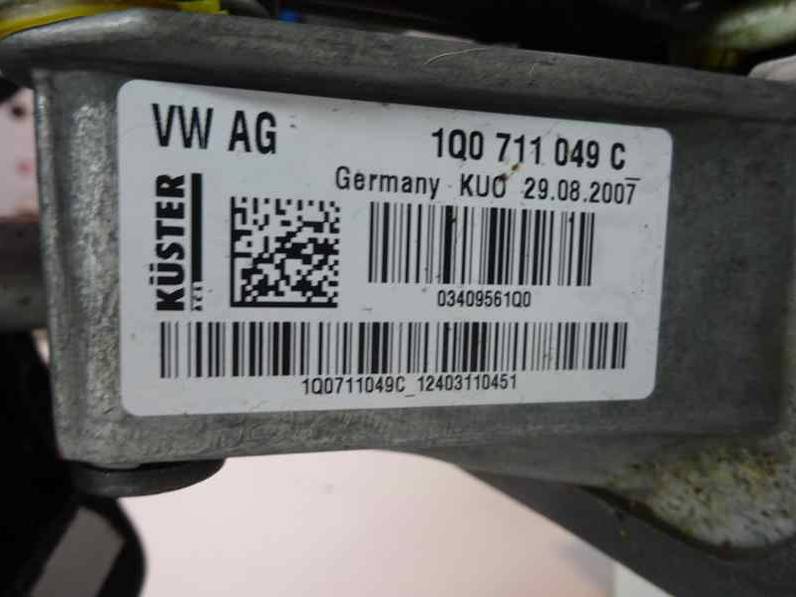 VW AG
1Q0 711 049 C
Germany KUO 29.08.2007
KÜSTER
03409561Q0
1Q0711049C_12403110451